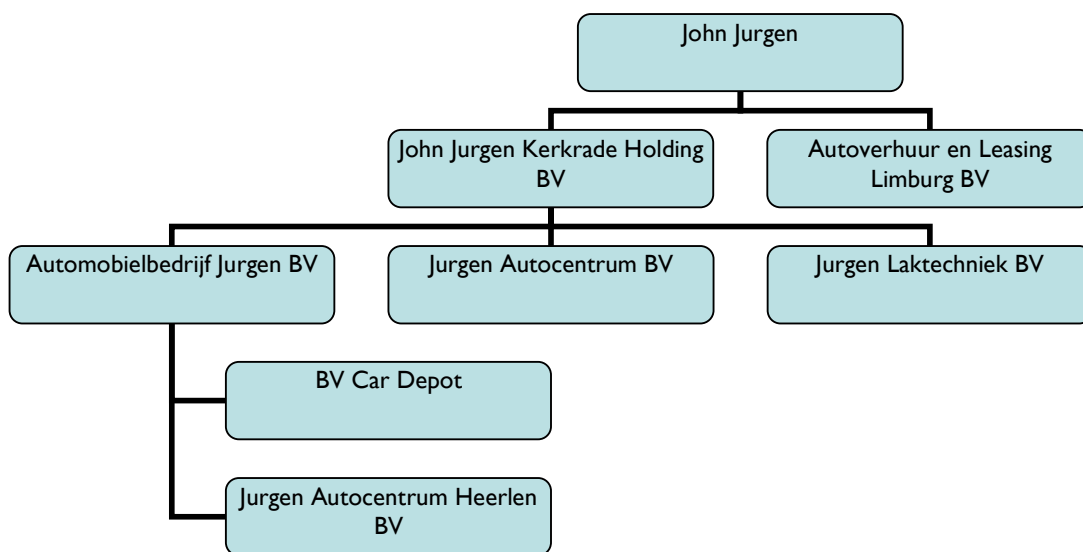 John Jurgen
John Jurgen Kerkrade Holding
BV
Autoverhuur en Leasing
Limburg BV
Automobielbedrijf Jurgen BV
Jurgen Autocentrum BV
Jurgen Laktechniek BV
BV Car Depot
Jurgen Autocentrum Heerlen
BV